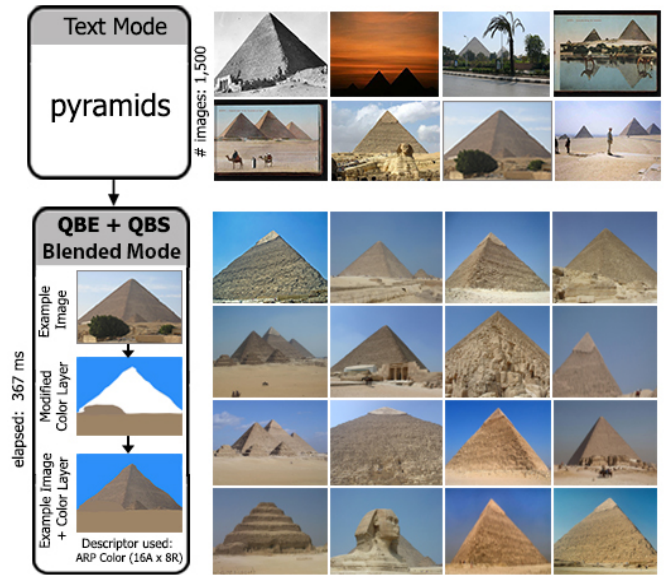 Text Mode
pyramids
# images: 1,500
QBE + QBS
Blended Mode
Example
Image
Modified
Color Layer
Example Image
+ Color Layer
elapsed: 367 ms
Descriptor used:
ARP Color (16A x 8R)